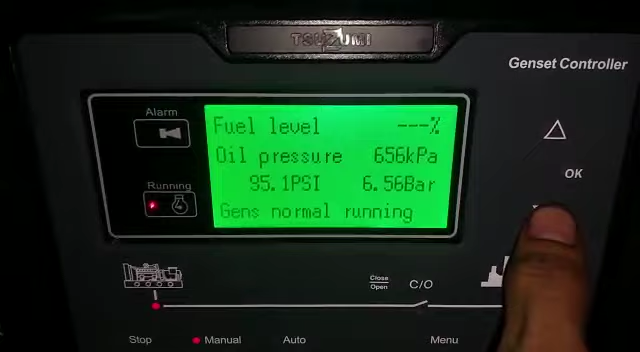 TSUZUMI
Genset Controller
Alarm
Fuel level ---%
Oil pressure 656kPa
95.1PSI 6.56Bar
Gens normal running
Running
OK
Close
Open
C/O
Stop
Manual
Auto
Menu